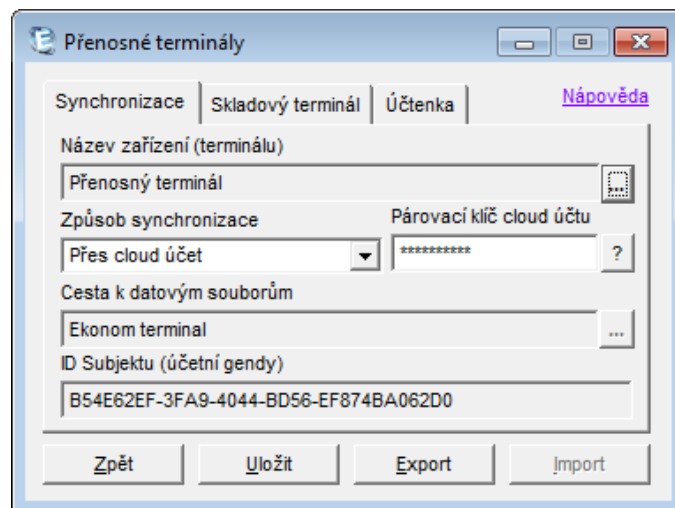 Přenosné terminály
Synchronizace Skladový terminál Účtenka Nápověda
Název zařízení (terminálu)
Přenosný terminál ...
Způsob synchronizace Párovací klíč cloud účtu
Přes cloud účet ********** ?
Cesta k datovým souborům
Ekonom terminal ...
ID Subjektu (účetní gendy)
B54E62EF-3FA9-4044-BD56-EF874BA062D0
Zpět Uložit Export Import